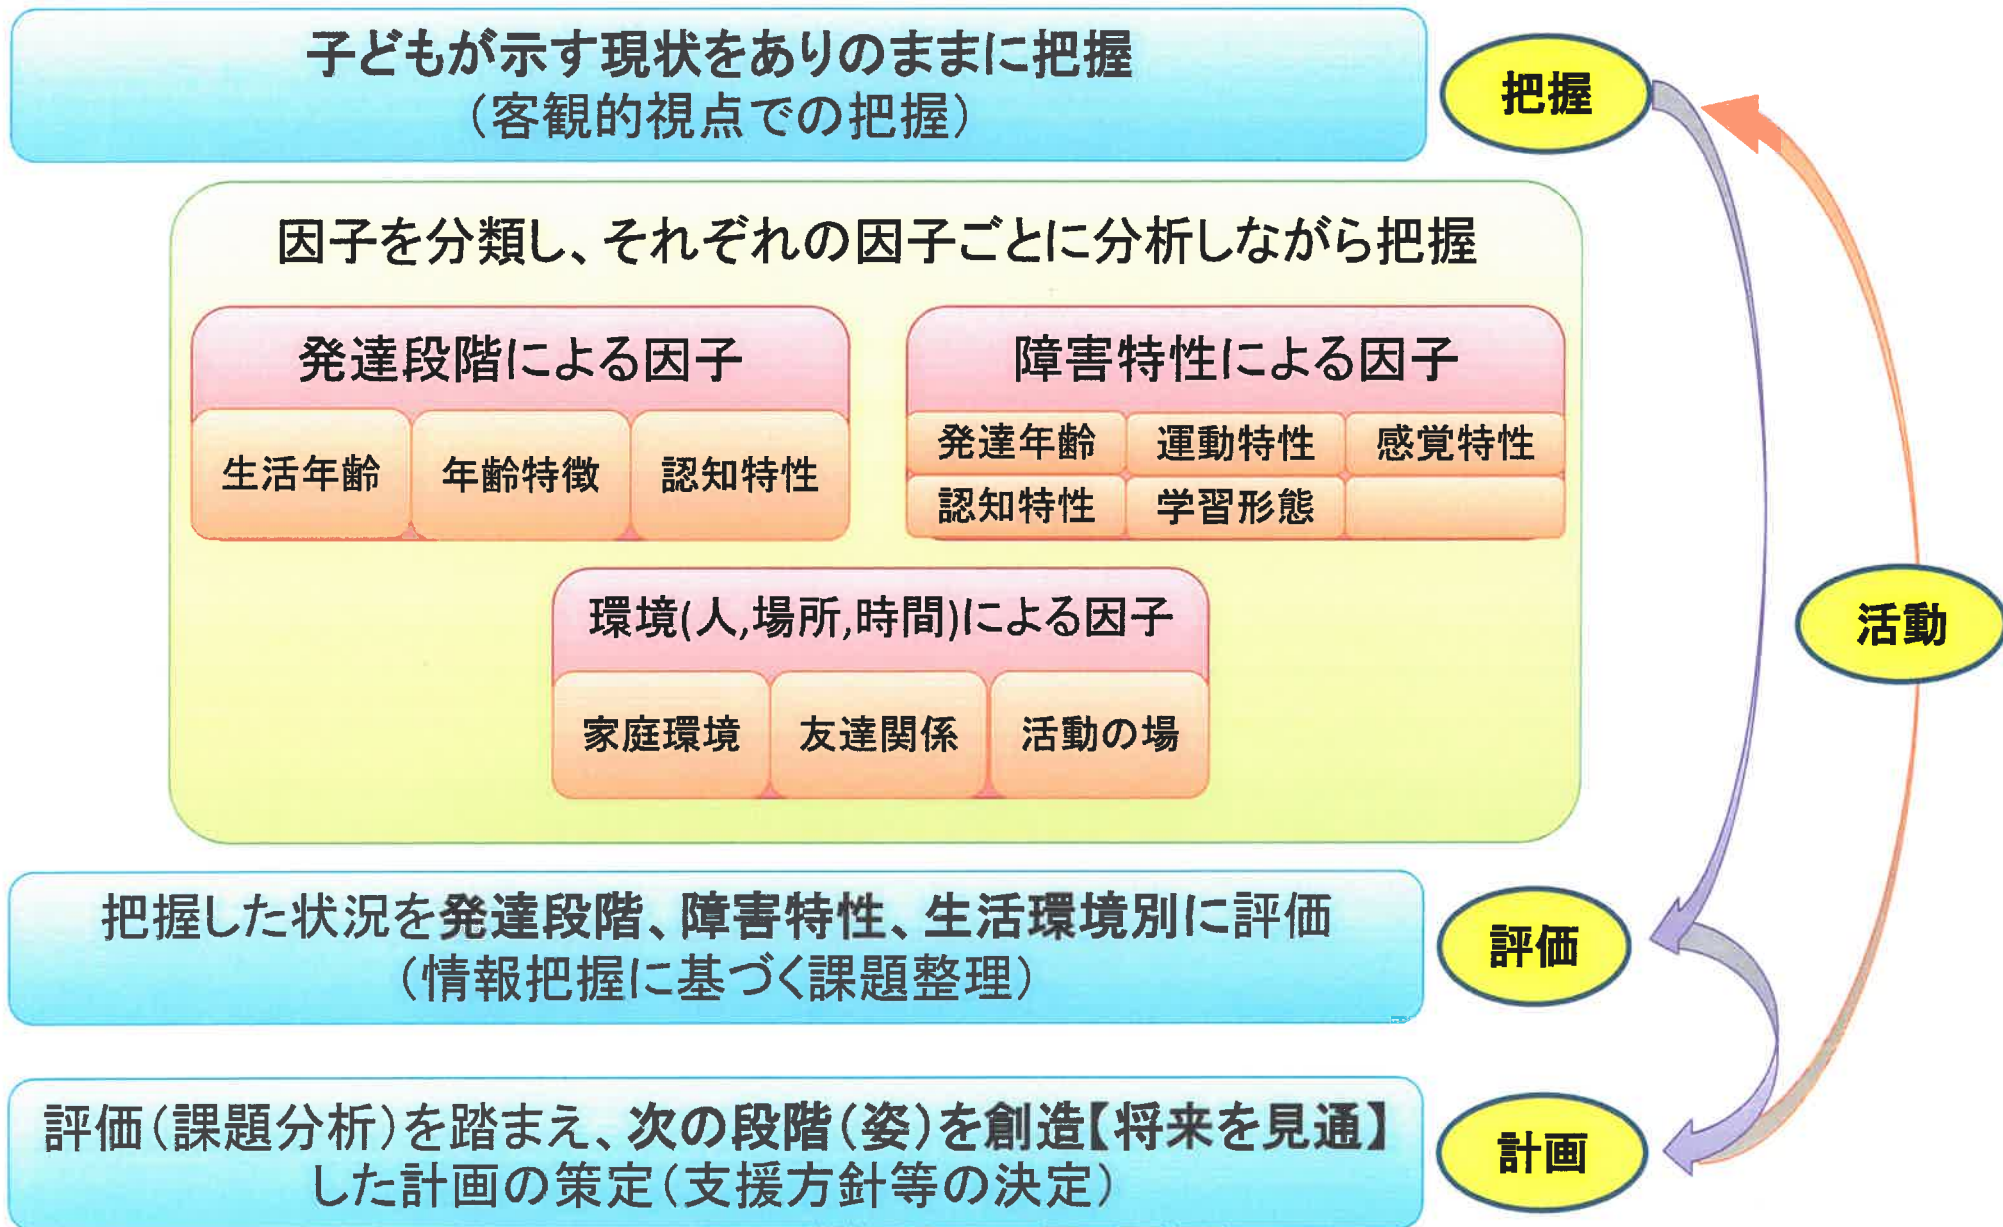 子どもが示す現状をありのままに把握
（客観的視点での把握）
把握
因子を分類し、それぞれの因子ごとに分析しながら把握
発達段階による因子
生活年齢
年齢特徴
認知特性
障害特性による因子
発達年齢
運動特性
感覚特性
認知特性
学習形態
環境(人,場所,時間)による因子
家庭環境
友達関係
活動の場
活動
把握した状況を発達段階、障害特性、生活環境別に評価
（情報把握に基づく課題整理）
評価
評価（課題分析）を踏まえ、次の段階（姿）を創造【将来を見通】
した計画の策定（支援方針等の決定）
計画